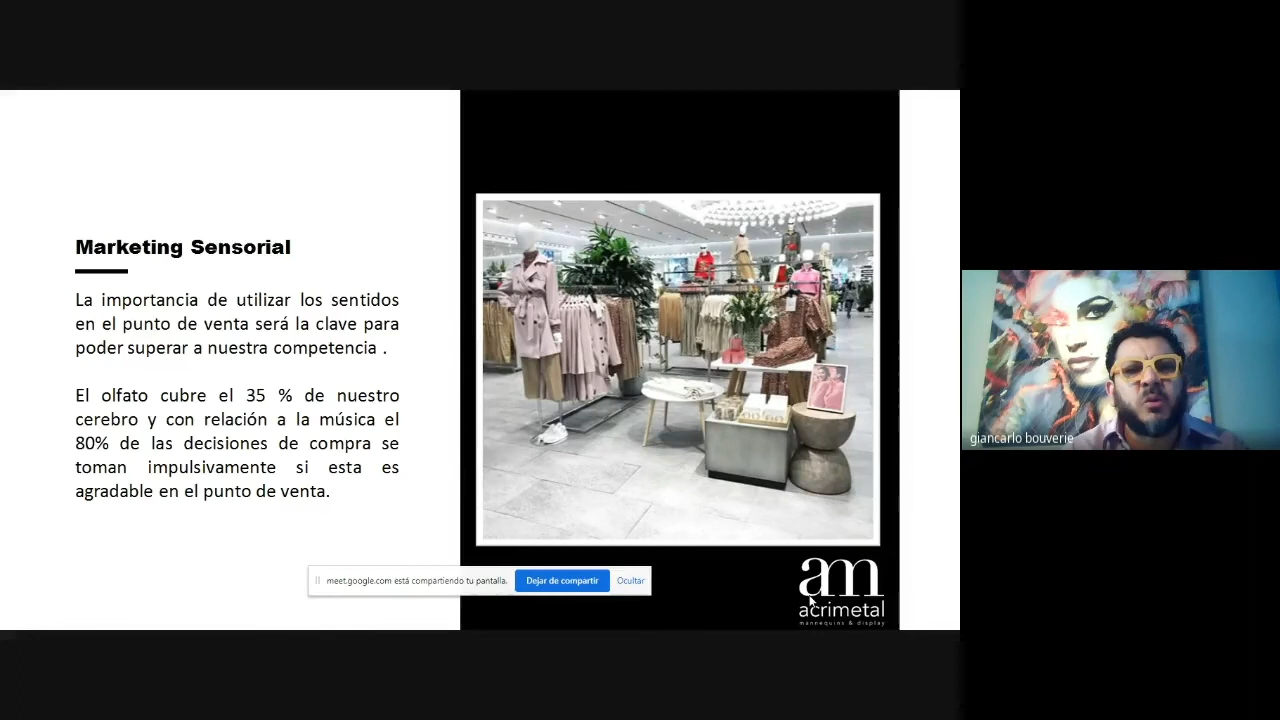 Marketing Sensorial
La importancia de utilizar los sentidos
en el punto de venta será la clave para
poder superar a nuestra competencia .
El olfato cubre el 35 % de nuestro
cerebro y con relación a la música el
80% de las decisiones de compra se
toman impulsivamente si esta es
agradable en el punto de venta.
meet.google.com está compartiendo tu pantalla.
Dejar de compartir
Ocultar
am
acrimetal
mannequins & display
giancarlo bouverie